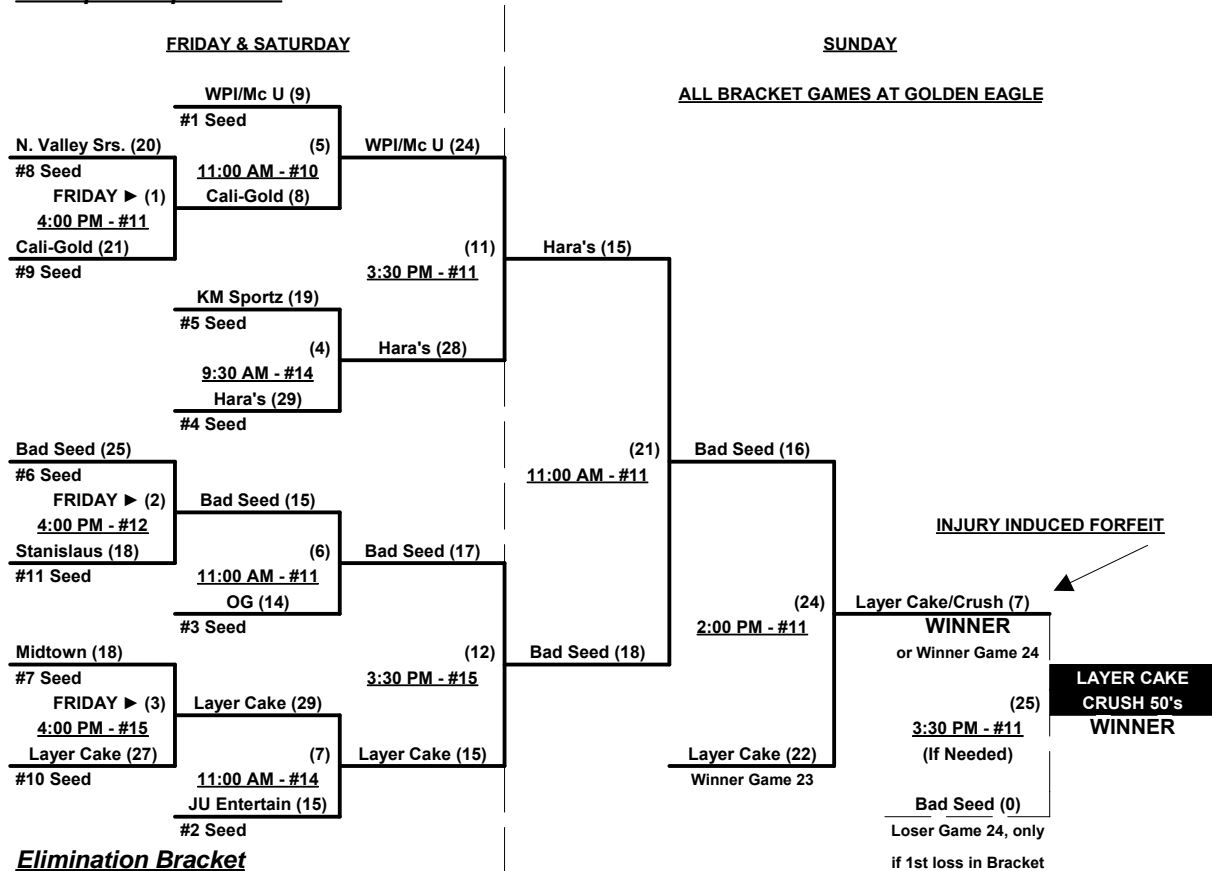 FRIDAY & SATURDAY
SUNDAY
WPI/Mc U (9)
ALL BRACKET GAMES AT GOLDEN EAGLE
#1 Seed
N. Valley Srs. (20)
(5)
WPI/Mc U (24)
#8 Seed
11:00 AM - #10
FRIDAY ► (1)
Cali-Gold (8)
4:00 PM - #11
Cali-Gold (21)
(11)
Hara's (15)
#9 Seed
3:30 PM - #11
KM Sportz (19)
#5 Seed
(4)
Hara's (28)
9:30 AM - #14
Hara's (29)
#4 Seed
Bad Seed (25)
(21)
Bad Seed (16)
#6 Seed
11:00 AM - #11
FRIDAY ► (2)
Bad Seed (15)
4:00 PM - #12
INJURY INDUCED FORFEIT
Stanislaus (18)
(6)
Bad Seed (17)
#11 Seed
11:00 AM - #11
OG (14)
(24)
Layer Cake/Crush (7)
#3 Seed
2:00 PM - #11
WINNER
Midtown (18)
(12)
Bad Seed (18)
or Winner Game 24
#7 Seed
3:30 PM - #15
LAYER CAKE
FRIDAY ► (3)
Layer Cake (29)
(25)
CRUSH 50's
4:00 PM - #15
3:30 PM - #11
WINNER
Layer Cake (27)
(7)
Layer Cake (15)
Layer Cake (22)
(If Needed)
#10 Seed
11:00 AM - #14
Winner Game 23
JU Entertain (15)
Bad Seed (0)
#2 Seed
Loser Game 24, only
Elimination Bracket
if 1st loss in Bracket